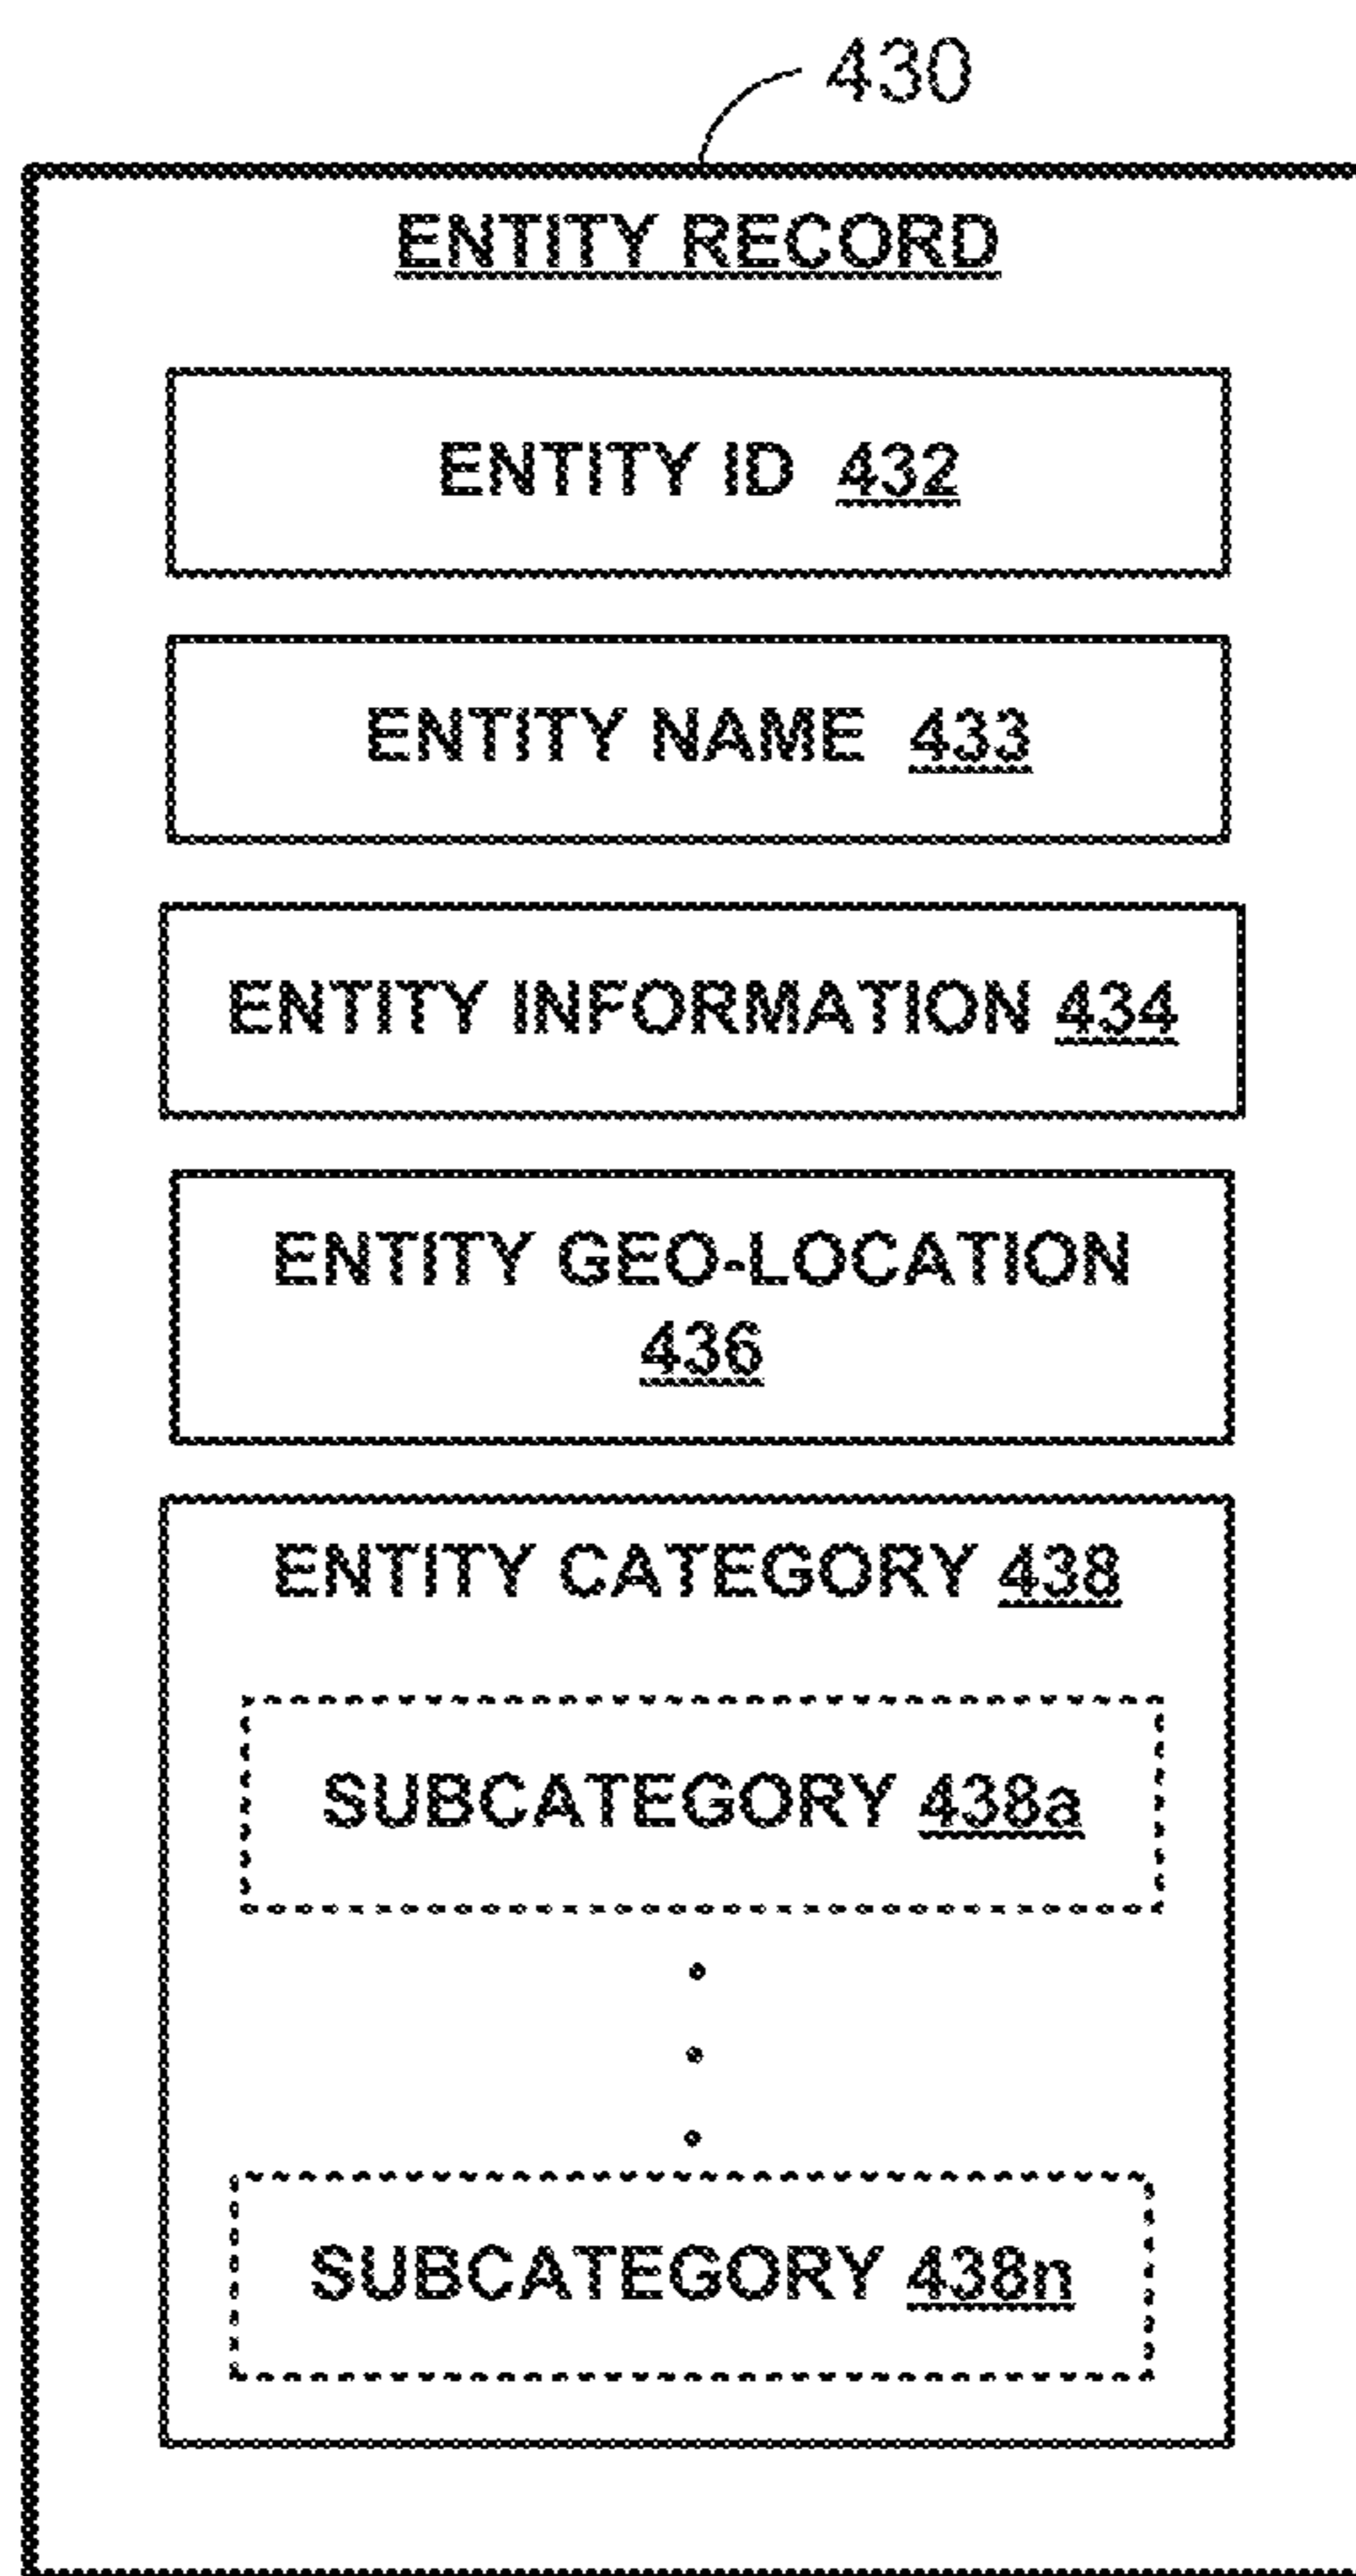 430
ENTITY RECORD
ENTITY ID 432
ENTITY NAME 433
ENTITY INFORMATION 434
ENTITY GEO-LOCATION
436
ENTITY CATEGORY 438
SUBCATEGORY 438a
SUBCATEGORY 438n